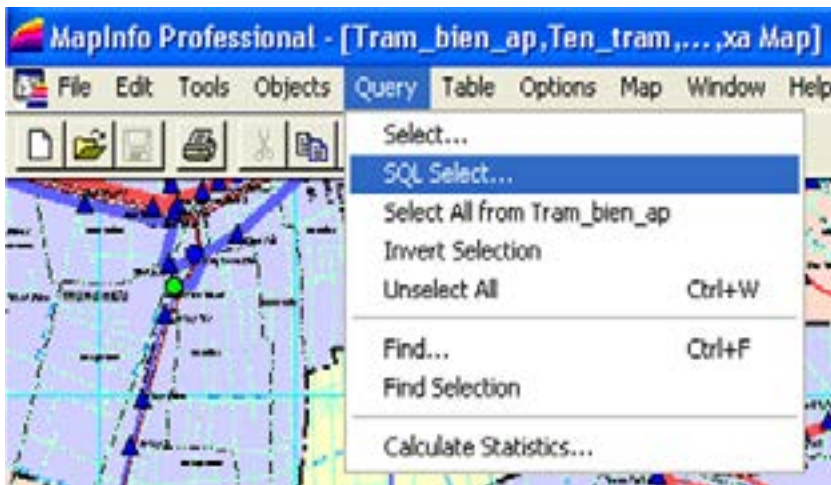 MapInfo Professional - [Tram_bien_ap,Ten_tram,...,xa Map]
File Edit Tools Objects Query Table Options Map Window Help
Select...
SQL Select...
Select All from Tram_bien_ap
Invert Selection
Unselect All Ctrl+W
Find... Ctrl+F
Find Selection
Calculate Statistics...